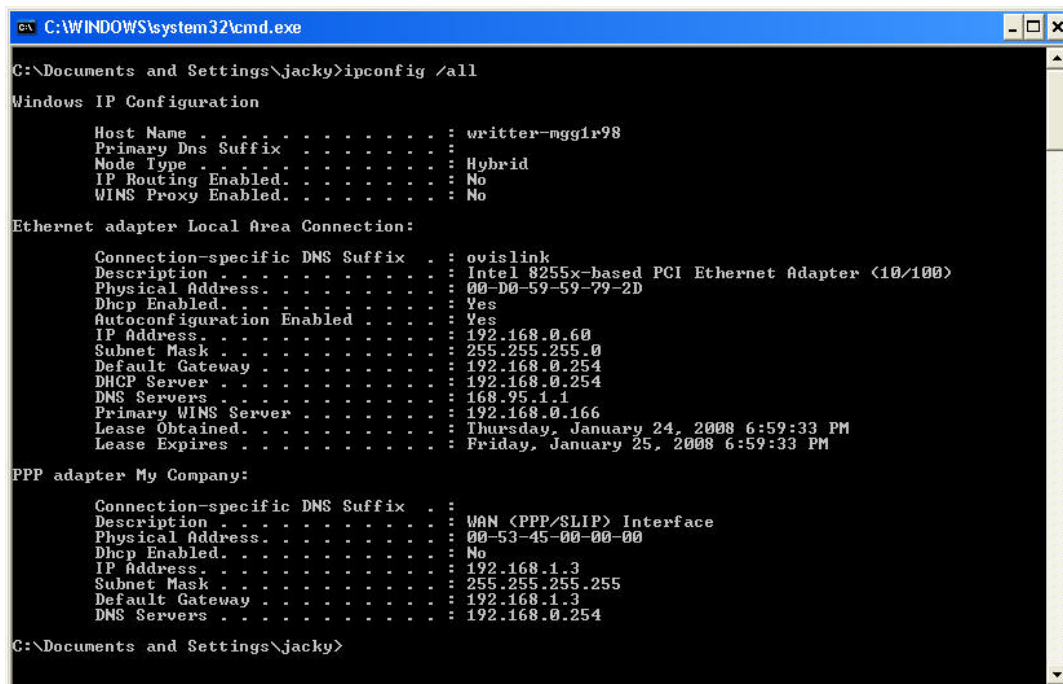 C:\WINDOWS\system32\cmd.exe
C:\Documents and Settings\jacky>ipconfig /all
Windows IP Configuration
Host Name . . . . . . . . . . . . : writter-mgg1r98
Primary Dns Suffix  . . . . . . . :
Node Type . . . . . . . . . . . . : Hybrid
IP Routing Enabled. . . . . . . . : No
WINS Proxy Enabled. . . . . . . . : No
Ethernet adapter Local Area Connection:
Connection-specific DNS Suffix  . : ovislink
Description . . . . . . . . . . . : Intel 8255x-based PCI Ethernet Adapter (10/100)
Physical Address. . . . . . . . . : 00-D0-59-59-79-2D
Dhcp Enabled. . . . . . . . . . . : Yes
Autoconfiguration Enabled . . . . : Yes
IP Address. . . . . . . . . . . . : 192.168.0.60
Subnet Mask . . . . . . . . . . . : 255.255.255.0
Default Gateway . . . . . . . . . : 192.168.0.254
DHCP Server . . . . . . . . . . . : 192.168.0.254
DNS Servers . . . . . . . . . . . : 168.95.1.1
Primary WINS Server . . . . . . . : 192.168.0.166
Lease Obtained. . . . . . . . . . : Thursday, January 24, 2008 6:59:33 PM
Lease Expires . . . . . . . . . . : Friday, January 25, 2008 6:59:33 PM
PPP adapter My Company:
Connection-specific DNS Suffix  . :
Description . . . . . . . . . . . : WAN (PPP/SLIP) Interface
Physical Address. . . . . . . . . : 00-53-45-00-00-00
Dhcp Enabled. . . . . . . . . . . : No
IP Address. . . . . . . . . . . . : 192.168.1.3
Subnet Mask . . . . . . . . . . . : 255.255.255.255
Default Gateway . . . . . . . . . : 192.168.1.3
DNS Servers . . . . . . . . . . . : 192.168.0.254
C:\Documents and Settings\jacky>